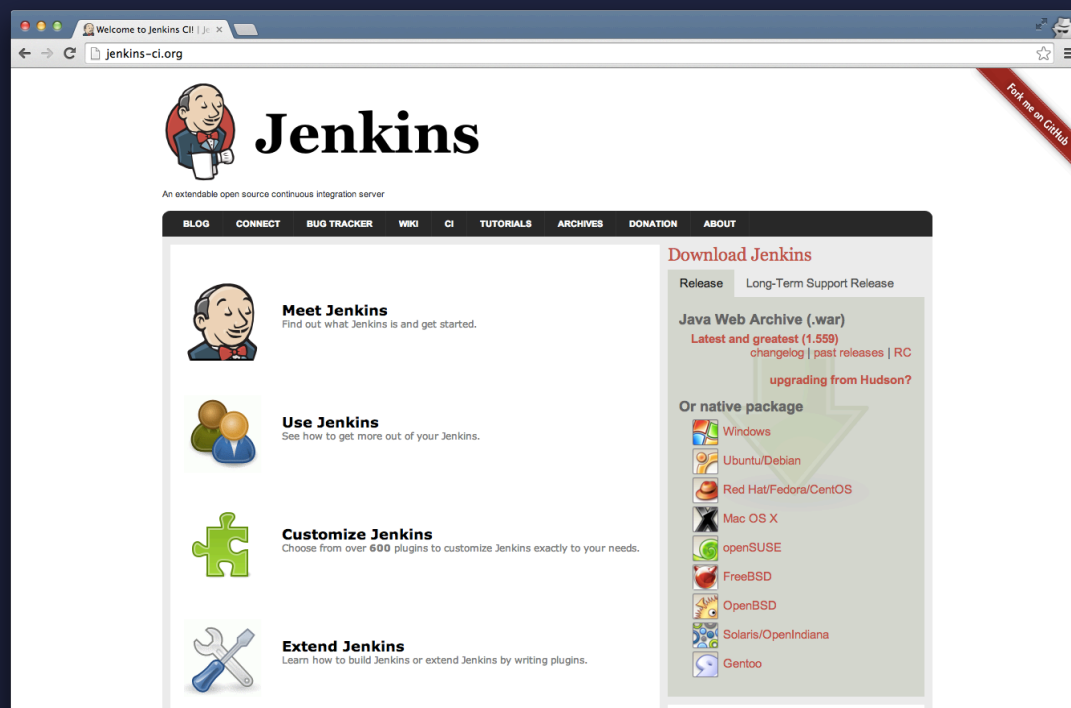 Welcome to Jenkins CI! | Je
jenkins-ci.org
Fork me on GitHub
Jenkins
An extendable open source continuous integration server
BLOG CONNECT BUG TRACKER WIKI CI TUTORIALS ARCHIVES DONATION ABOUT
Meet Jenkins
Find out what Jenkins is and get started.
Use Jenkins
See how to get more out of your Jenkins.
Customize Jenkins
Choose from over 600 plugins to customize Jenkins exactly to your needs.
Extend Jenkins
Learn how to build Jenkins or extend Jenkins by writing plugins.
Download Jenkins
Release Long-Term Support Release
Java Web Archive (.war)
Latest and greatest (1.559)
changelog | past releases | RC
upgrading from Hudson?
Or native package
Windows
Ubuntu/Debian
Red Hat/Fedora/CentOS
Mac OS X
openSUSE
FreeBSD
OpenBSD
Solaris/OpenIndiana
Gentoo